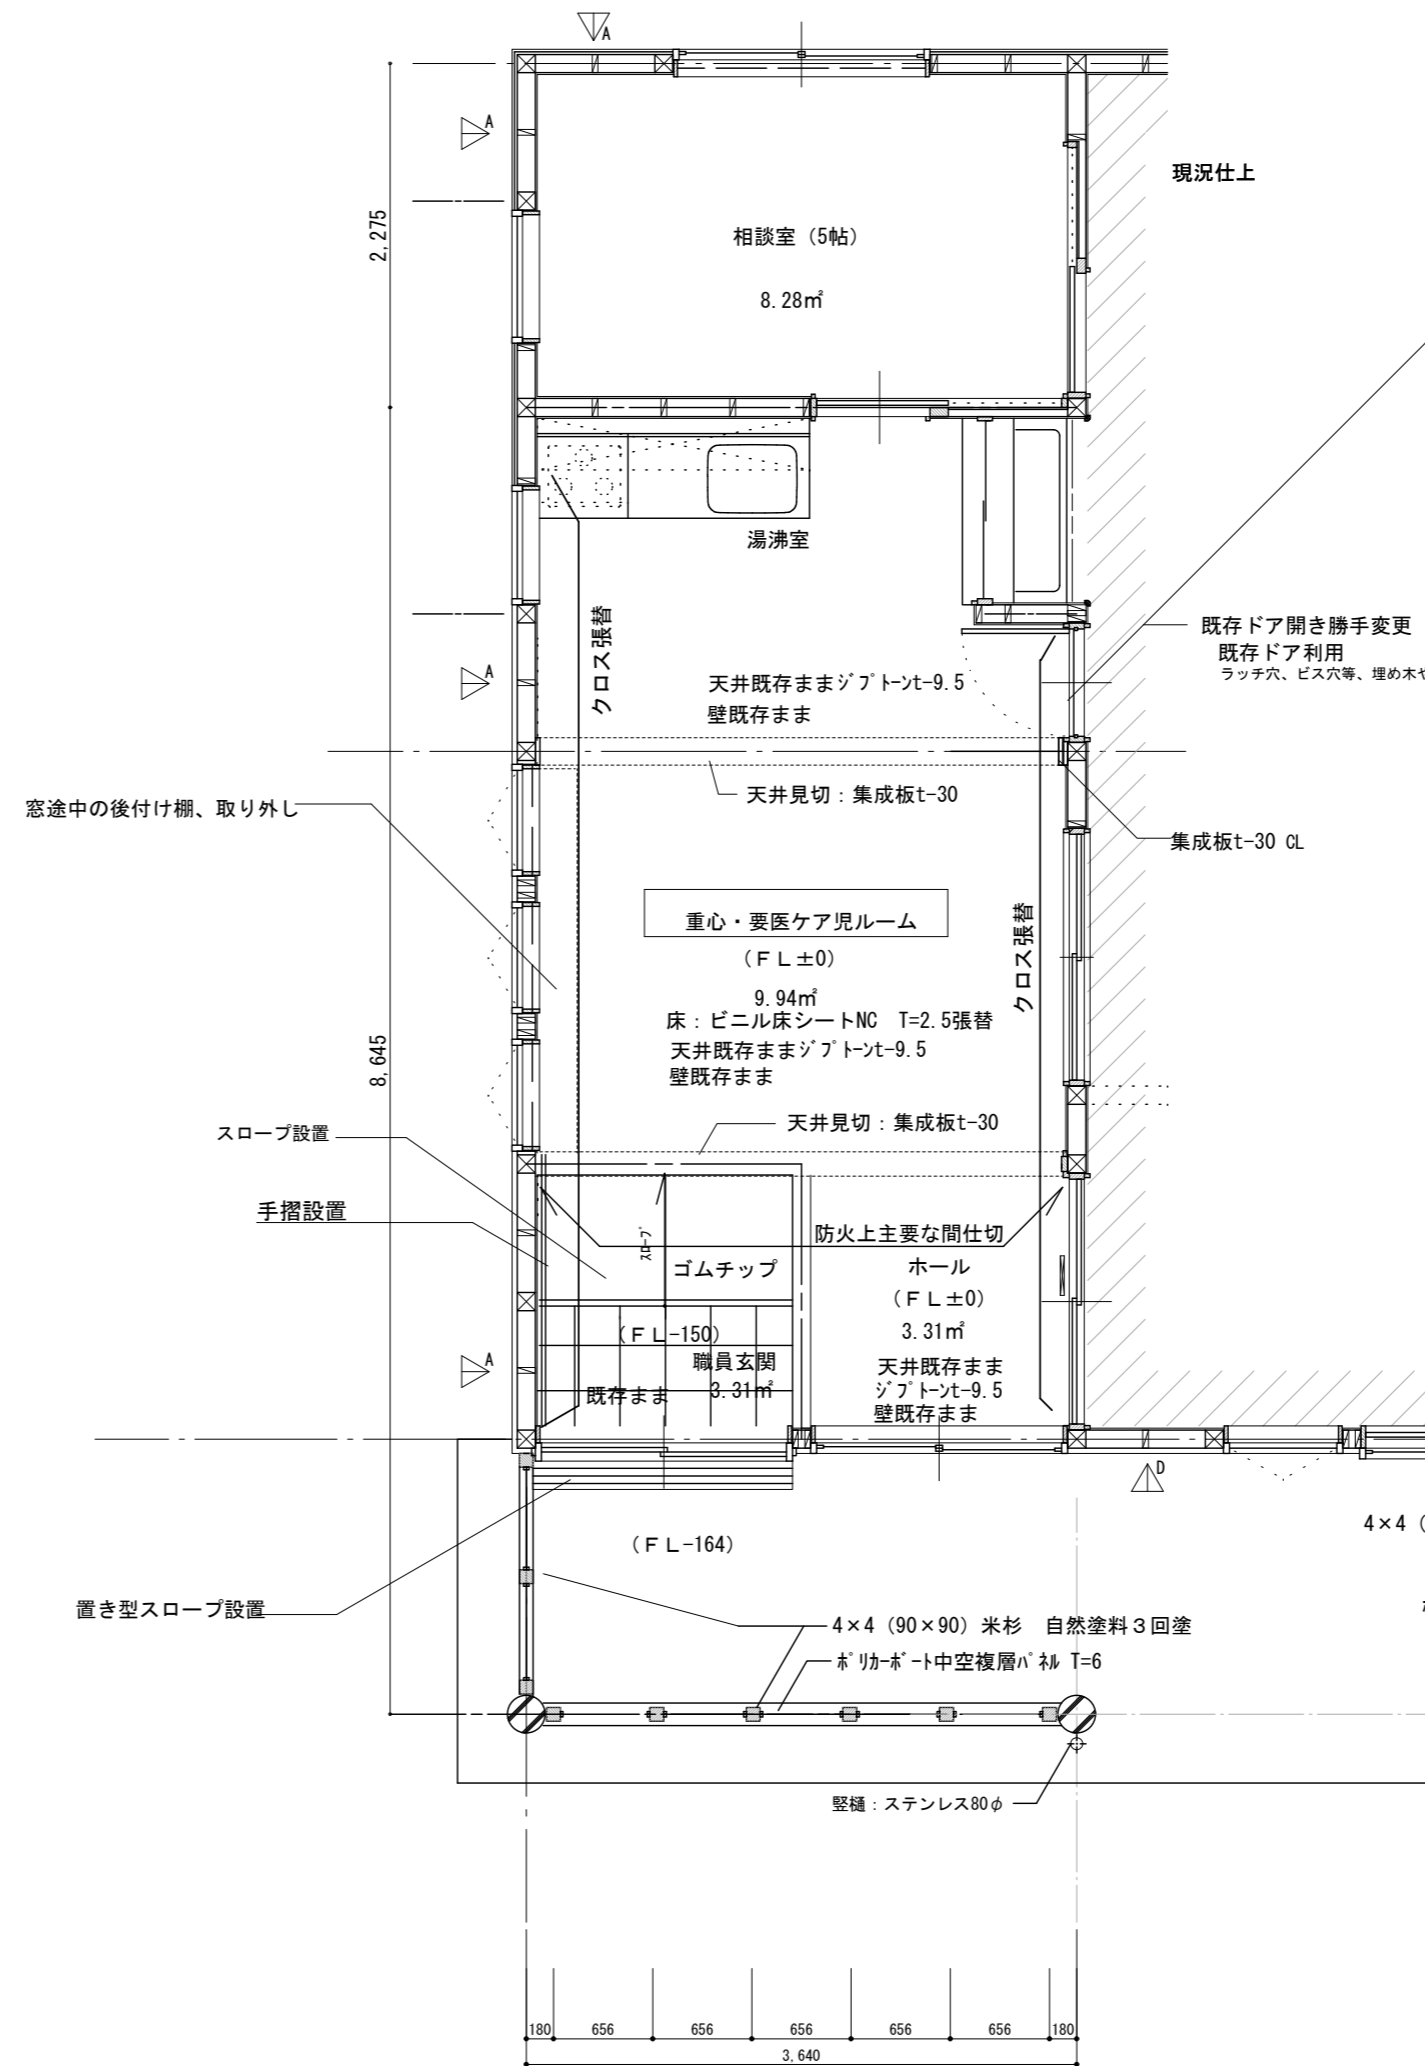 A
A
現況仕上
2,275
相談室（5帖）
8.28㎡
湯沸室
クロス張替
既存ドア開き勝手変更
既存ドア利用
ラッチ穴、ビス穴等、埋め木や
A
天井既存ままｼﾞﾌﾟﾄｰﾝt-9.5
壁既存まま
天井見切：集成板t-30
窓途中の後付け棚、取り外し
集成板t-30 CL
重心・要医ケア児ルーム
（ＦＬ±0）
9.94㎡
床：ビニル床シートNC　T=2.5張替
天井既存ままｼﾞﾌﾟﾄｰﾝt-9.5
壁既存まま
クロス張替
8,645
スロープ設置
天井見切：集成板t-30
手摺設置
ｽﾛｰﾌﾟ
防火上主要な間仕切
ゴムチップ
ホール
（ＦＬ±0）
3.31㎡
（ＦＬ-150）
職員玄関
3.31㎡
既存まま
天井既存まま
ｼﾞﾌﾟﾄｰﾝt-9.5
壁既存まま
A
D
（ＦＬ-164）
4×4（
置き型スロープ設置
4×4（90×90）米杉　自然塗料３回塗
ﾎﾟﾘｶｰﾎﾞｰﾄ中空複層ﾊﾟﾈﾙ T=6
竪樋：ステンレス80φ
180 656 656 656 656 656 180
3,640